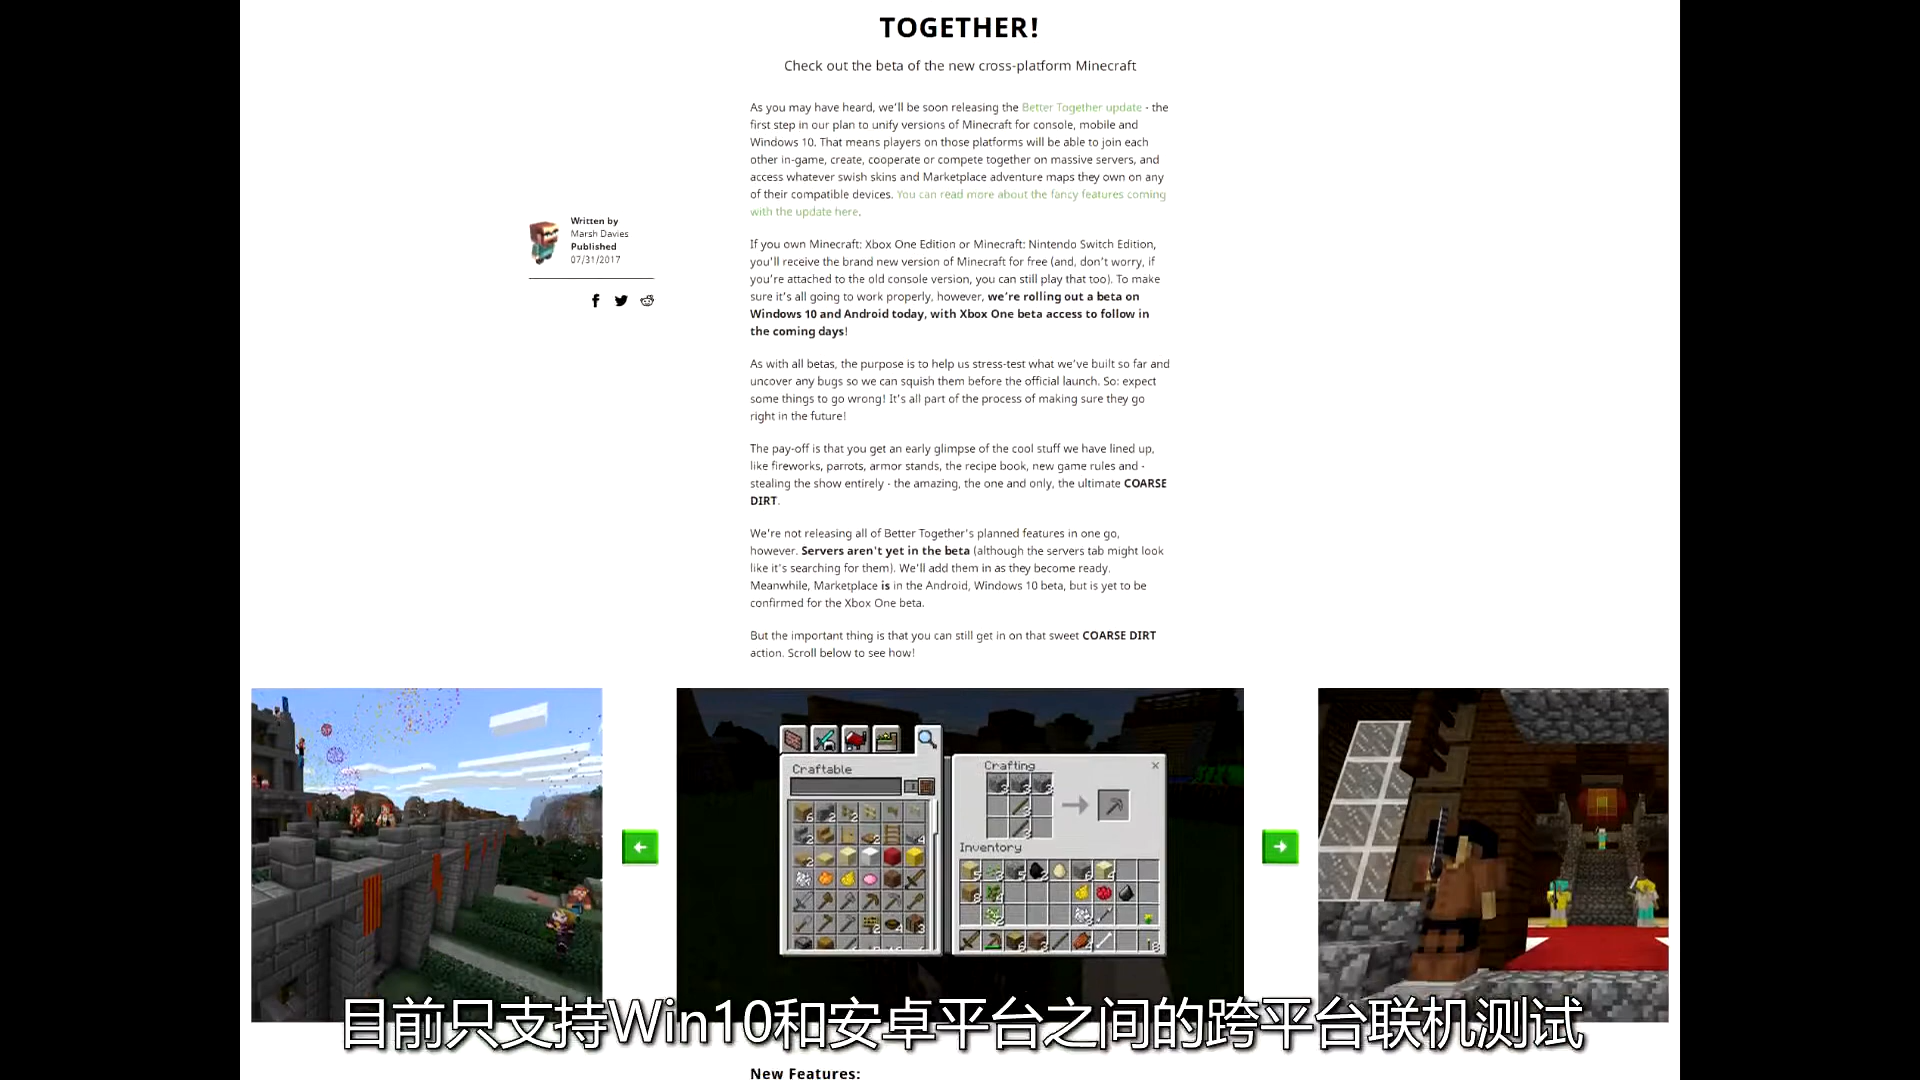 TOGETHER!
Check out the beta of the new cross-platform Minecraft
As you may have heard, we'll be soon releasing the Better Together update - the
first step in our plan to unify versions of Minecraft for console, mobile and
Windows 10. That means players on those platforms will be able to join each
other in-game, create, cooperate or compete together on massive servers, and
access whatever swish skins and Marketplace adventure maps they own on any
of their compatible devices. You can read more about the fancy features coming
with the update here.
Written by
Marsh Davies
Published
07/31/2017
If you own Minecraft: Xbox One Edition or Minecraft: Nintendo Switch Edition,
you'll receive the brand new version of Minecraft for free (and, don't worry, if
you're attached to the old console version, you can still play that too). To make
sure it's all going to work properly, however, we're rolling out a beta on
Windows 10 and Android today, with Xbox One beta access to follow in
the coming days!
As with all betas, the purpose is to help us stress-test what we've built so far and
uncover any bugs so we can squish them before the official launch. So: expect
some things to go wrong! It's all part of the process of making sure they go
right in the future!
The pay-off is that you get an early glimpse of the cool stuff we have lined up,
like fireworks, parrots, armor stands, the recipe book, new game rules and -
stealing the show entirely - the amazing, the one and only, the ultimate COARSE
DIRT.
We're not releasing all of Better Together's planned features in one go,
however. Servers aren't yet in the beta (although the servers tab might look
like it's searching for them). We'll add them in as they become ready.
Meanwhile, Marketplace is in the Android, Windows 10 beta, but is yet to be
confirmed for the Xbox One beta.
But the important thing is that you can still get in on that sweet COARSE DIRT
action. Scroll below to see how!
Craftable
Crafting
Inventory
目前只支持Win10和安卓平台之间的跨平台联机测试
New Features: